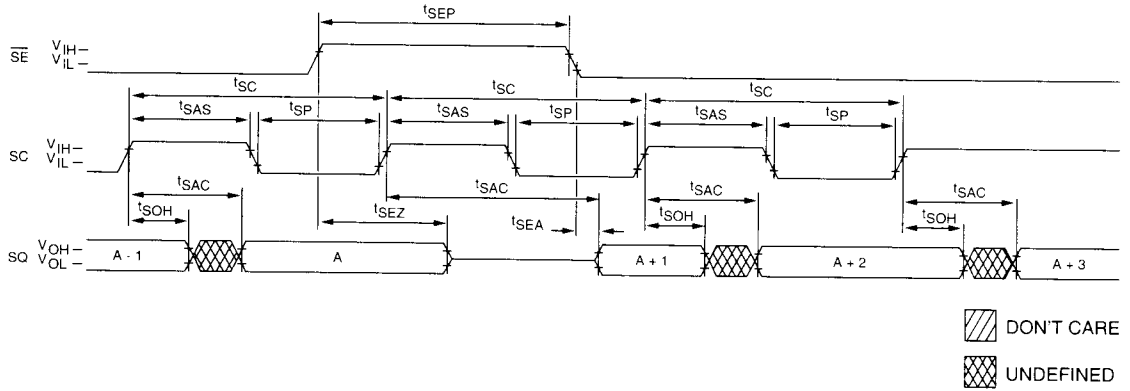 tSEP
SE VIH
VIL
tSC tSC tSC
tSAS tSP tSAS tSP tSAS tSP
SC VIH
VIL
tSAC tSAC tSAC tSAC
tSOH tSEZ tSEA tSOH tSOH
SQ VOH
VOL
A - 1 A A + 1 A + 2 A + 3
DON'T CARE
UNDEFINED